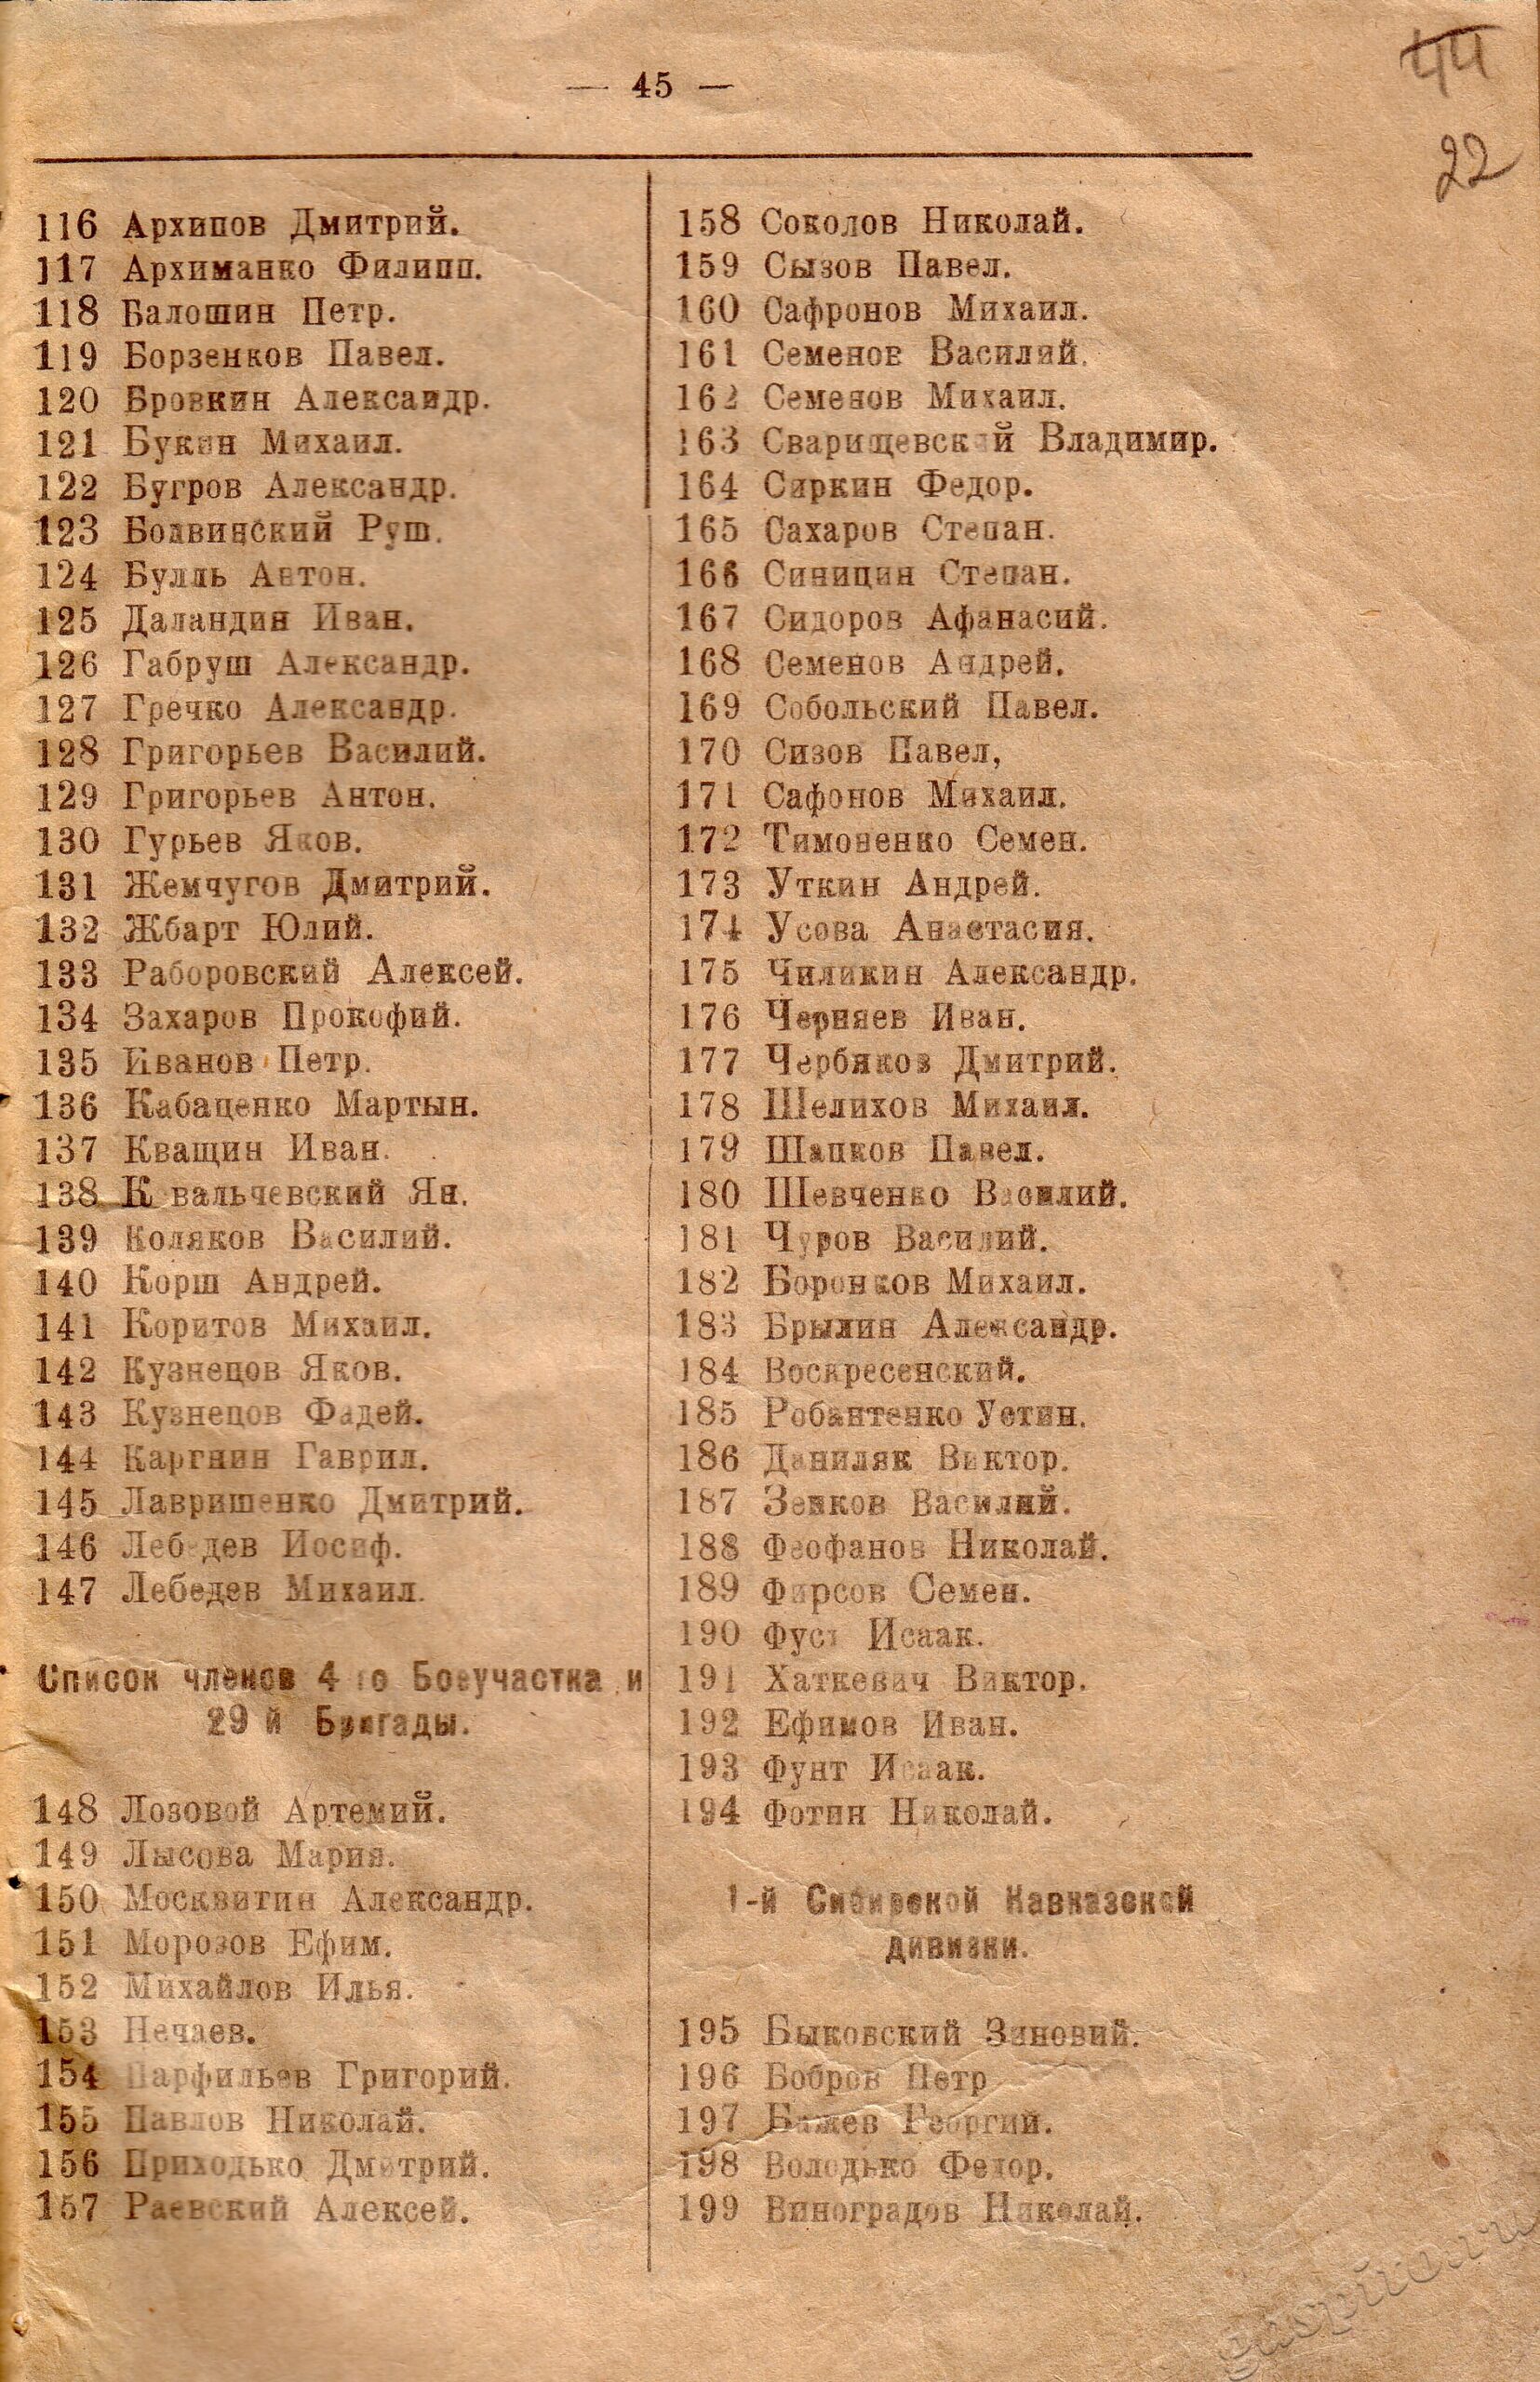 — 45 —
44
22
116 Архипов Дмитрий.
117 Архиманко Филипп.
118 Балошин Петр.
119 Борзенков Павел.
120 Бровкин Александр.
121 Букин Михаил.
122 Бугров Александр.
123 Боввинский Руш.
124 Булль Антон.
125 Даландин Иван.
126 Габруш Александр.
127 Гречко Александр.
128 Григорьев Василий.
129 Григорьев Антон.
130 Гурьев Яков.
131 Жемчугов Дмитрий.
132 Жбарт Юлий.
133 Раборовский Алексей.
134 Захаров Прокофий.
135 Иванов Петр.
136 Кабаценко Мартын.
137 Кващин Иван.
138 К вальчевский Ян.
139 Коляков Василий.
140 Корш Андрей.
141 Коритов Михаил.
142 Кузнецов Яков.
143 Кузнецов Фадей.
144 Каргнин Гаврил.
145 Лавришенко Дмитрий.
146 Лебедев Иосиф.
147 Лебедев Михаил.
Список членов 4 го Боеучастка и
29 й Бригады.
148 Лозовой Артемий.
149 Лысова Мария.
150 Москвитин Александр.
151 Морозов Ефим.
152 Михайлов Илья.
153 Нечаев.
154 Парфильев Григорий.
155 Павлов Николай.
156 Приходько Дмитрий.
157 Раевский Алексей.
158 Соколов Николай.
159 Сызов Павел.
160 Сафронов Михаил.
161 Семенов Василий.
162 Семенов Михаил.
163 Сварищевский Владимир.
164 Сиркин Федор.
165 Сахаров Степан.
166 Синицин Степан.
167 Сидоров Афанасий.
168 Семенов Андрей.
169 Собольский Павел.
170 Сизов Павел,
171 Сафонов Михаил.
172 Тимоненко Семен.
173 Уткин Андрей.
174 Усова Анастасия.
175 Чиликин Александр.
176 Черняев Иван.
177 Чербяков Дмитрий.
178 Шелихов Михаил.
179 Шапков Павел.
180 Шевченко Василий.
181 Чуров Василий.
182 Боронков Михаил.
183 Брылин Александр.
184 Воскресенский.
185 Робантенко Устин.
186 Даниляк Виктор.
187 Зенков Василий.
188 Феофанов Николай.
189 Фирсов Семен.
190 Фуст Исаак.
191 Хаткевич Виктор.
192 Ефимов Иван.
193 Фунт Исаак.
194 Фотин Николай.
1-й Сибирской Кавказской
дивизии.
195 Быковский Зиновий.
196 Бобров Петр
197 Бажев Георгий.
198 Володько Федор.
199 Виноградов Николай.
gaspiro.ru